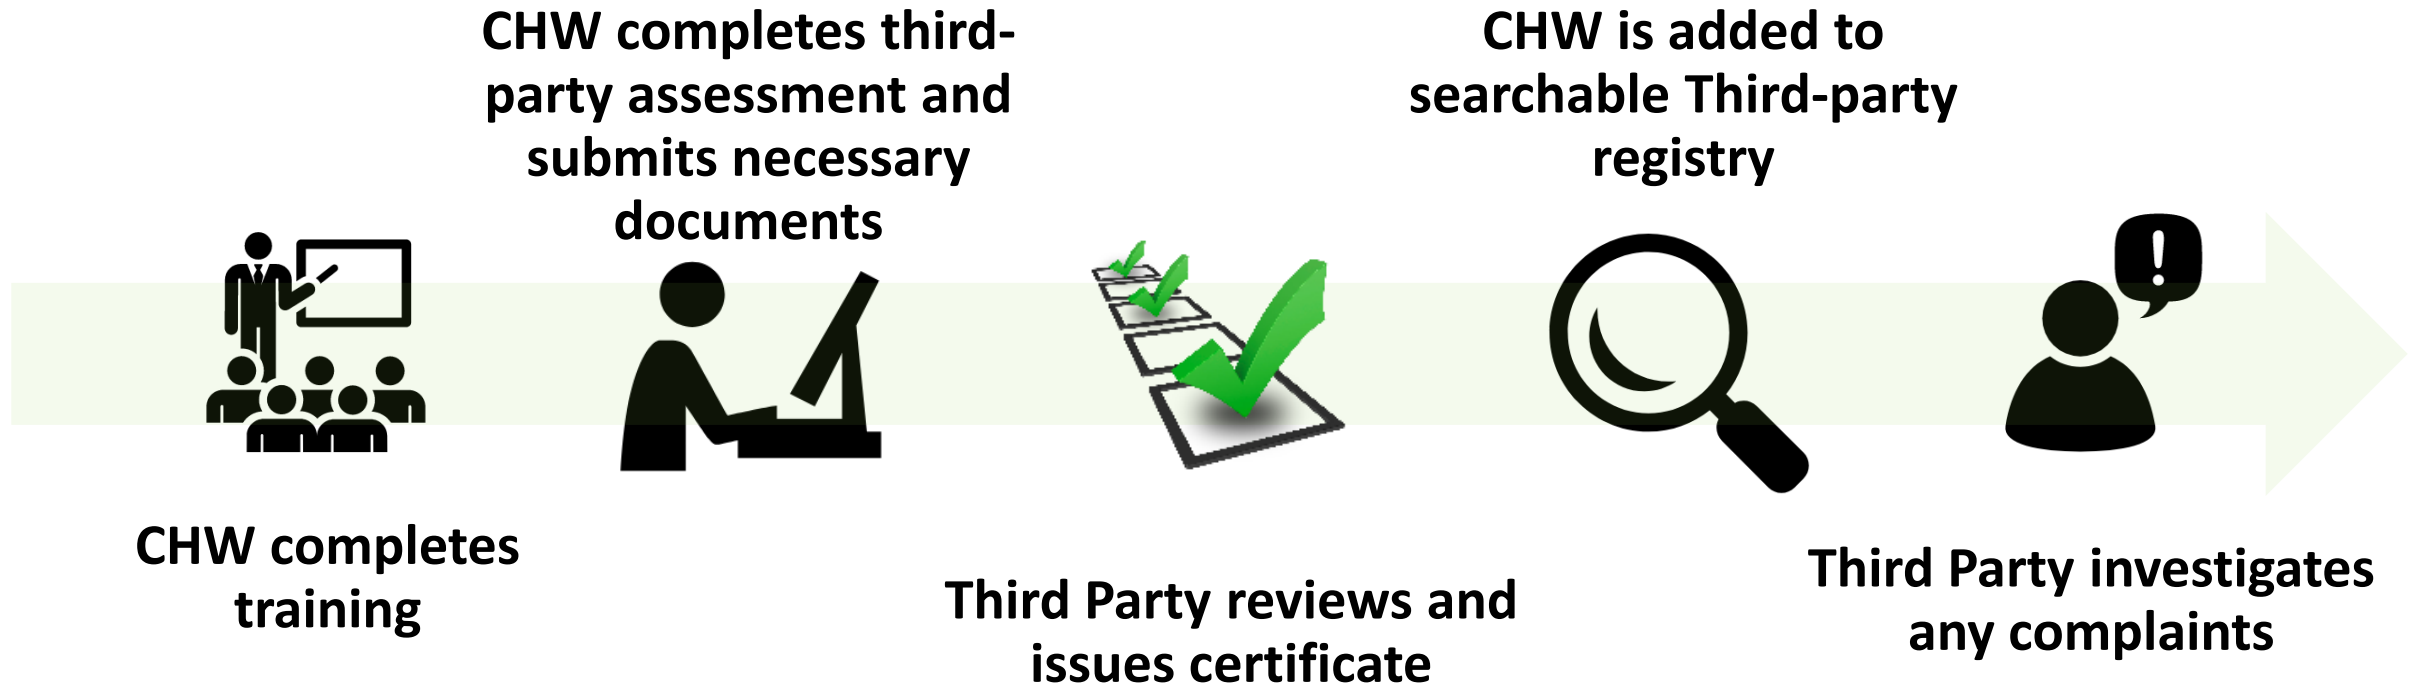 CHW completes
training
CHW completes third-
party assessment and
submits necessary
documents
Third Party reviews and
issues certificate
CHW is added to
searchable Third-party
registry
!
Third Party investigates
any complaints